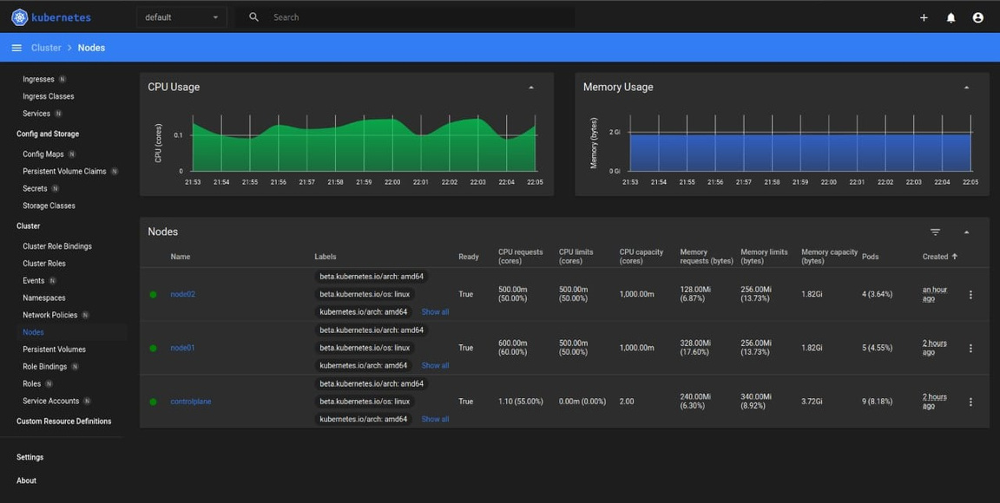 kubernetes
default
Search
Cluster > Nodes
Ingresses N
Ingress Classes
Services N
Config and Storage
Config Maps N
Persistent Volume Claims N
Secrets N
Storage Classes
Cluster
Cluster Role Bindings
Cluster Roles
Events N
Namespaces
Network Policies N
Nodes
Persistent Volumes
Role Bindings N
Roles N
Service Accounts N
Custom Resource Definitions
Settings
About
CPU Usage
CPU (cores)
0.1
0
21:53 21:54 21:55 21:56 21:57 21:58 21:59 22:00 22:01 22:02 22:03 22:04 22:05
Memory Usage
Memory (bytes)
2 Gi
0 Gi
21:53 21:54 21:55 21:56 21:57 21:58 21:59 22:00 22:01 22:02 22:03 22:04 22:05
Nodes
Name Labels Ready CPU requests (cores) CPU limits (cores) CPU capacity (cores) Memory requests (bytes) Memory limits (bytes) Memory capacity (bytes) Pods Created ↑
beta.kubernetes.io/arch: amd64
node02 beta.kubernetes.io/os: linux True 500.00m (50.00%) 500.00m (50.00%) 1,000.00m 128.00Mi (6.87%) 256.00Mi (13.73%) 1.82Gi 4 (3.64%) an hour ago
kubernetes.io/arch: amd64 Show all
beta.kubernetes.io/arch: amd64
node01 beta.kubernetes.io/os: linux True 600.00m (60.00%) 500.00m (50.00%) 1,000.00m 328.00Mi (17.60%) 256.00Mi (13.73%) 1.82Gi 5 (4.55%) 2 hours ago
kubernetes.io/arch: amd64 Show all
beta.kubernetes.io/arch: amd64
controlplane beta.kubernetes.io/os: linux True 1.10 (55.00%) 0.00m (0.00%) 2.00 240.00Mi (6.30%) 340.00Mi (8.92%) 3.72Gi 9 (8.18%) 2 hours ago
kubernetes.io/arch: amd64 Show all